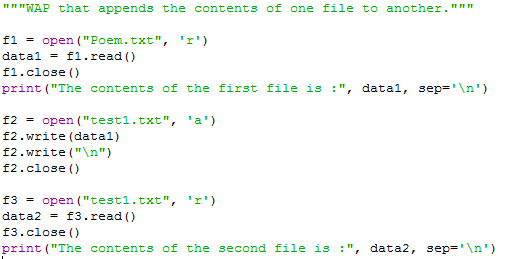 """WAP that appends the contents of one file to another."""
f1 = open("Poem.txt", 'r')
data1 = f1.read()
f1.close()
print("The contents of the first file is :", data1, sep='\n')
f2 = open("test1.txt", 'a')
f2.write(data1)
f2.write("\n")
f2.close()
f3 = open("test1.txt", 'r')
data2 = f3.read()
f3.close()
print("The contents of the second file is :", data2, sep='\n')